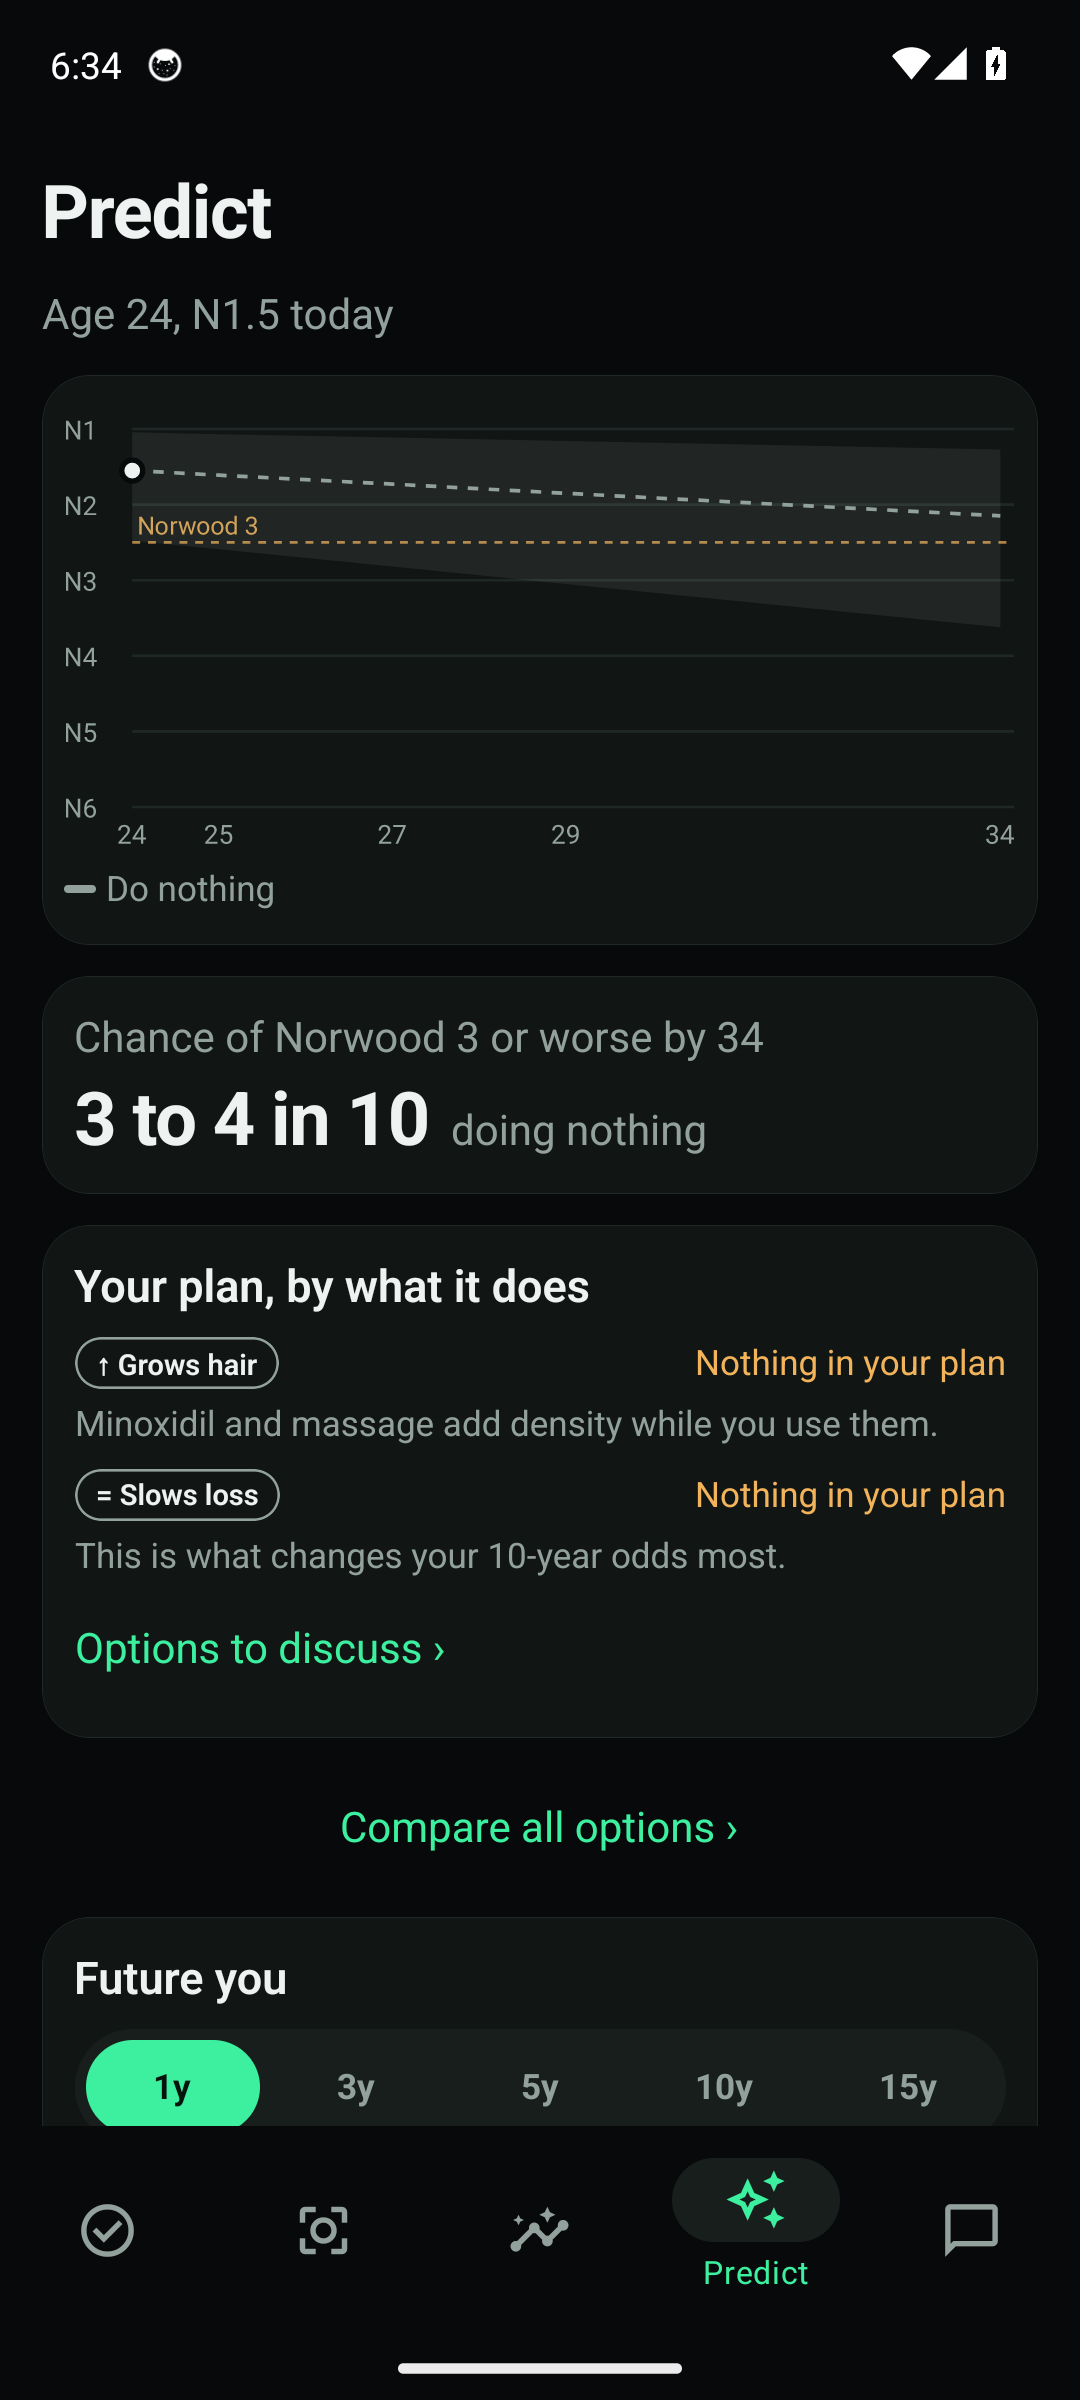 6:34
Predict
Age 24, N1.5 today
N1
N2
Norwood 3
N3
N4
N5
N6
24 25 27 29 34
Do nothing
Chance of Norwood 3 or worse by 34
3 to 4 in 10 doing nothing
Your plan, by what it does
↑ Grows hair Nothing in your plan
Minoxidil and massage add density while you use them.
= Slows loss Nothing in your plan
This is what changes your 10-year odds most.
Options to discuss ›
Compare all options ›
Future you
1y 3y 5y 10y 15y
Predict